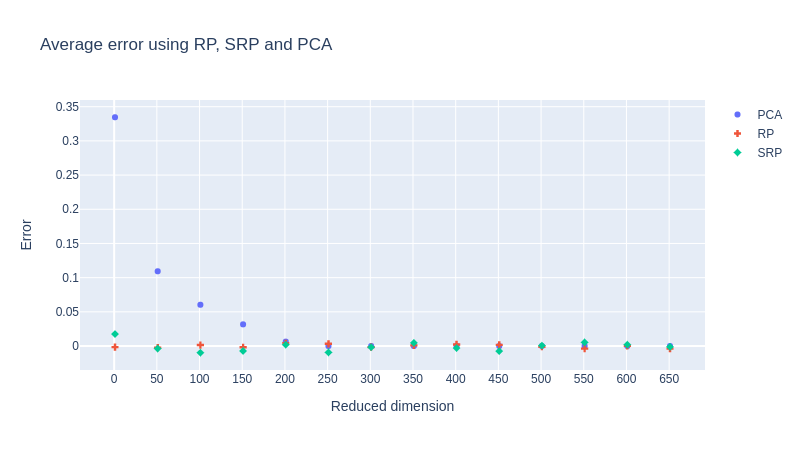 Average error using RP, SRP and PCA
0.35
0.3
0.25
0.2
0.15
0.1
0.05
0
Error
0 50 100 150 200 250 300 350 400 450 500 550 600 650
Reduced dimension
PCA
RP
SRP